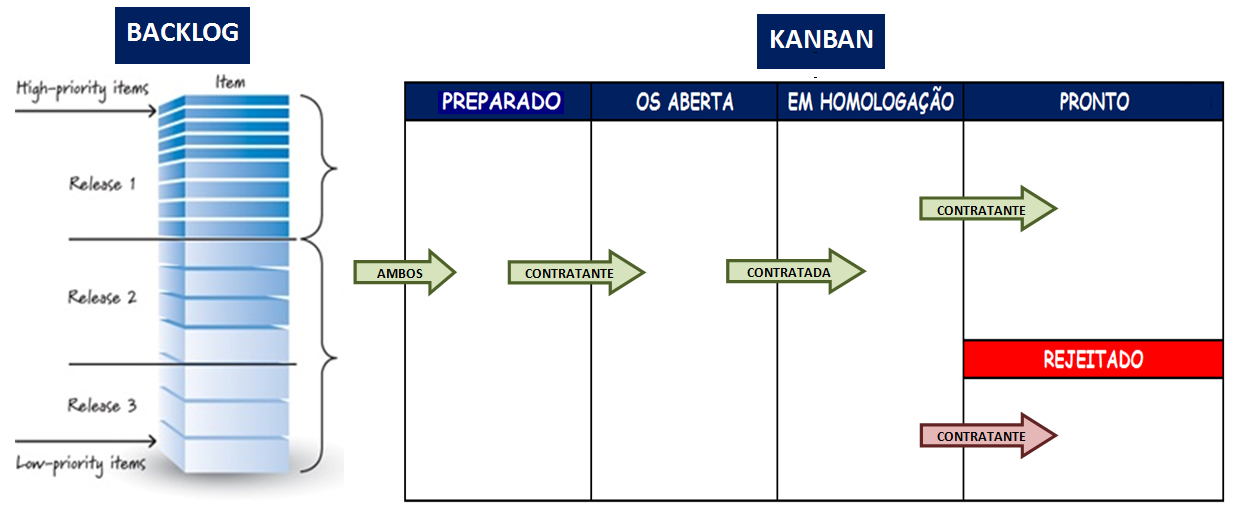 BACKLOG
KANBAN
High-priority items
Item
Release 1
Release 2
Release 3
Low-priority items
PREPARADO
OS ABERTA
EM HOMOLOGAÇÃO
PRONTO
AMBOS
CONTRATANTE
CONTRATADA
CONTRATANTE
REJEITADO
CONTRATANTE